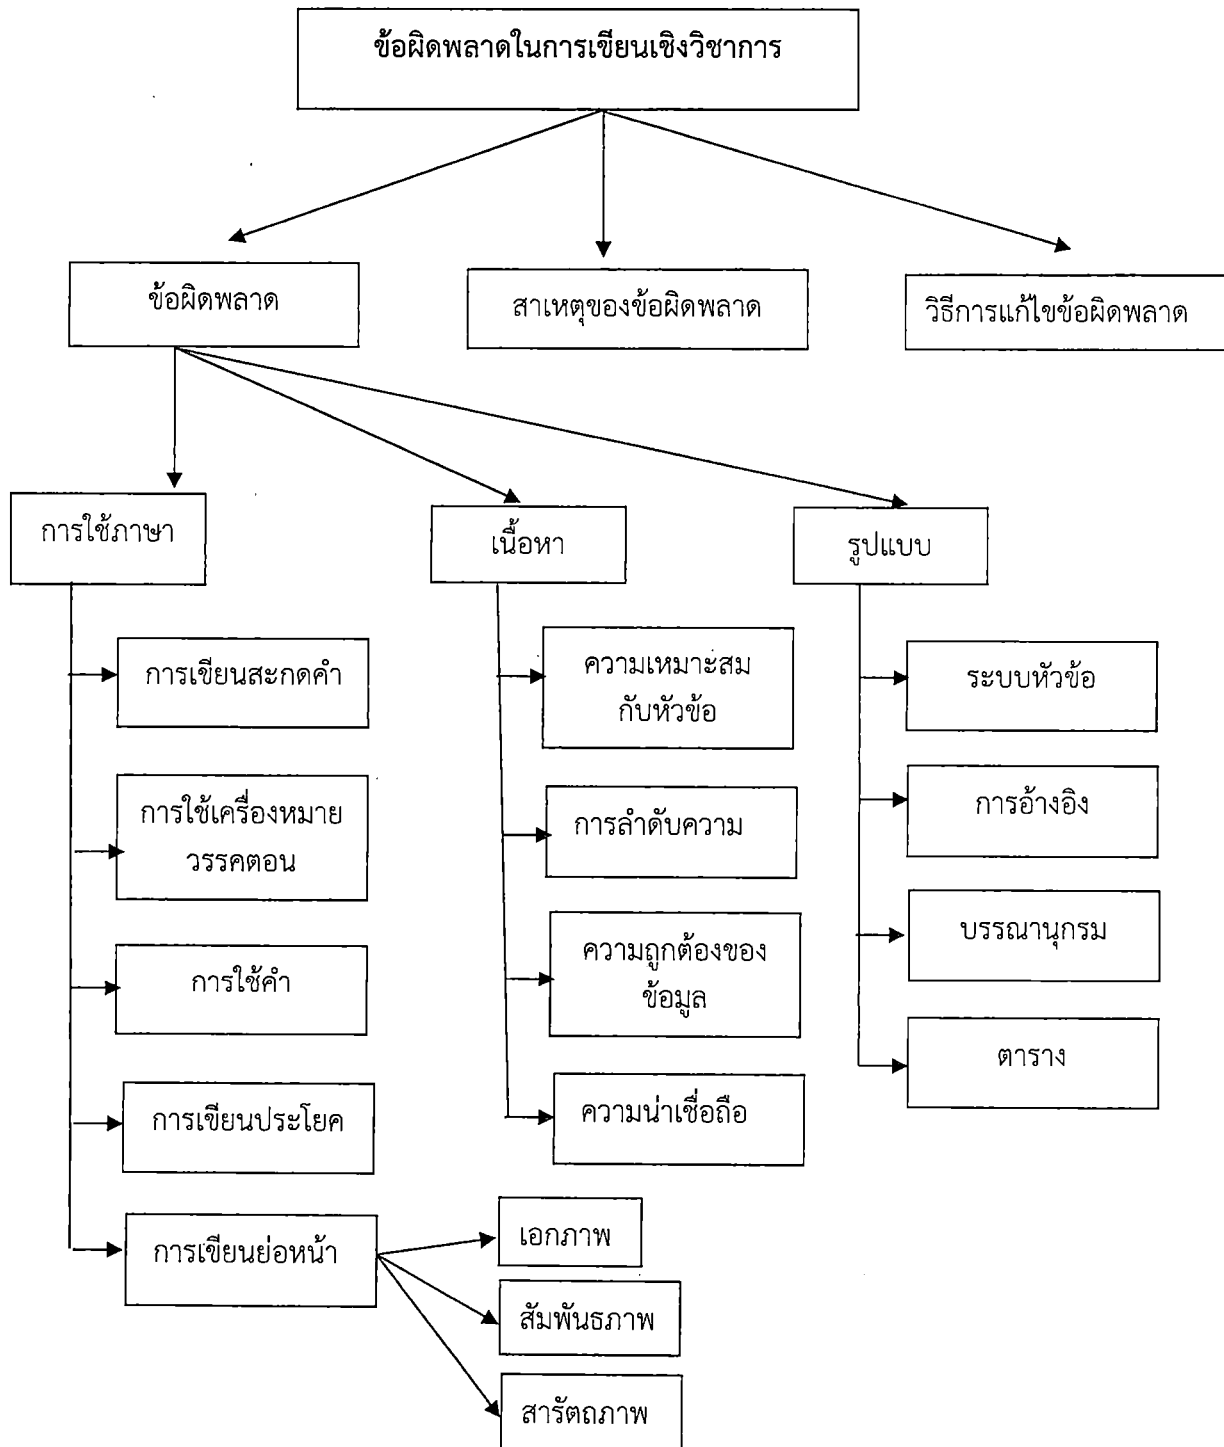 ข้อผิดพลาดในการเขียนเชิงวิชาการ
ข้อผิดพลาด
สาเหตุของข้อผิดพลาด
วิธีการแก้ไขข้อผิดพลาด
การใช้ภาษา
เนื้อหา
รูปแบบ
การเขียนสะกดคำ
การใช้เครื่องหมาย
วรรคตอน
การใช้คำ
การเขียนประโยค
การเขียนย่อหน้า
เอกภาพ
สัมพันธภาพ
สารัตถภาพ
ความเหมาะสม
กับหัวข้อ
การลำดับความ
ความถูกต้องของ
ข้อมูล
ความน่าเชื่อถือ
ระบบหัวข้อ
การอ้างอิง
บรรณานุกรม
ตาราง